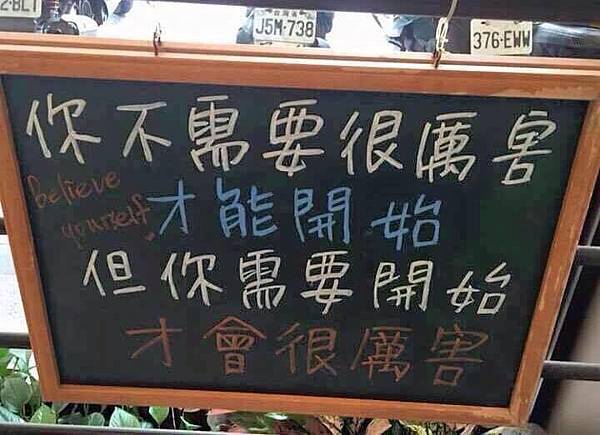 J5M-738
376-EWW
你不需要很厲害
believe
yourself
才能開始
但你需要開始
才會很厲害